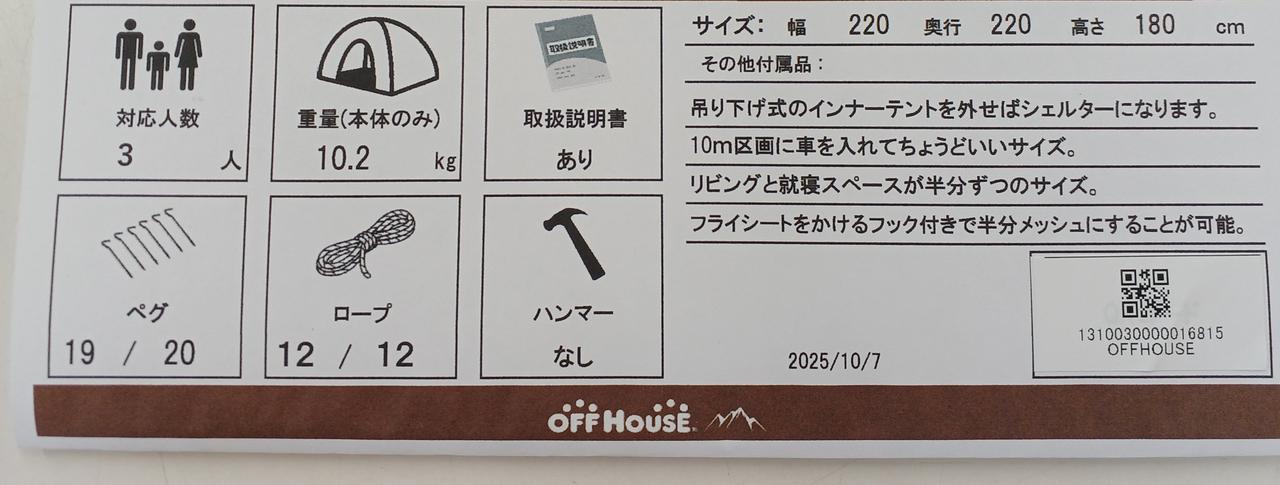 対応人数
3 人
重量(本体のみ)
10.2 kg
取扱説明書
取扱説明書
あり
ペグ
19 / 20
ロープ
12 / 12
ハンマー
なし
サイズ: 幅 220 奥行 220 高さ 180 cm
その他付属品:
吊り下げ式のインナーテントを外せばシェルターになります。
10m区画に車を入れてちょうどいいサイズ。
リビングと就寝スペースが半分ずつのサイズ。
フライシートをかけるフック付きで半分メッシュにすることが可能。
2025/10/7
1310030000016815
OFFHOUSE
OFF HOUSE